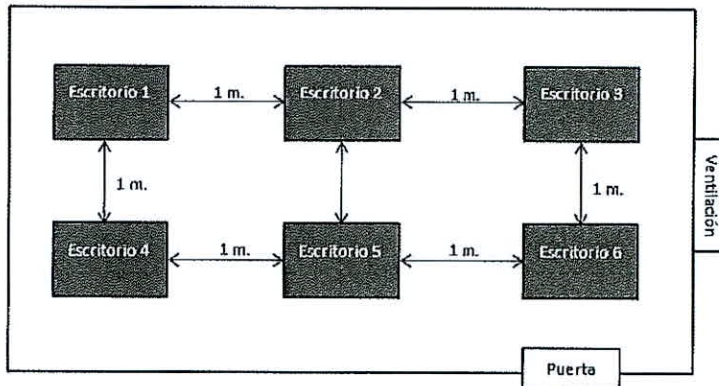 Escritorio 1
1 m.
Escritorio 2
1 m.
Escritorio 3
1 m.
1 m.
Ventilación
Escritorio 4
1 m.
Escritorio 5
1 m.
Escritorio 6
Puerta